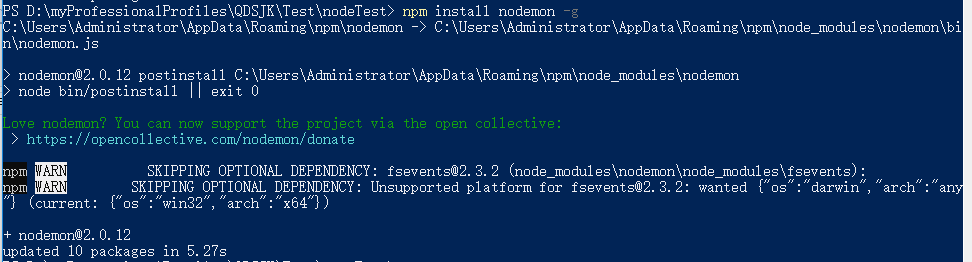 PS D:\myProfessionalProfiles\QDSJK\Test\nodeTest> npm install nodemon -g
C:\Users\Administrator\AppData\Roaming\npm\nodemon -> C:\Users\Administrator\AppData\Roaming\npm\node_modules\nodemon\bi
n\nodemon.js
> nodemon@2.0.12 postinstall C:\Users\Administrator\AppData\Roaming\npm\node_modules\nodemon
> node bin/postinstall || exit 0
Love nodemon? You can now support the project via the open collective:
> https://opencollective.com/nodemon/donate
npm WARN SKIPPING OPTIONAL DEPENDENCY: fsevents@2.3.2 (node_modules\nodemon\node_modules\fsevents):
npm WARN SKIPPING OPTIONAL DEPENDENCY: Unsupported platform for fsevents@2.3.2: wanted {"os":"darwin","arch":"any
"} (current: {"os":"win32","arch":"x64"})
+ nodemon@2.0.12
updated 10 packages in 5.27s